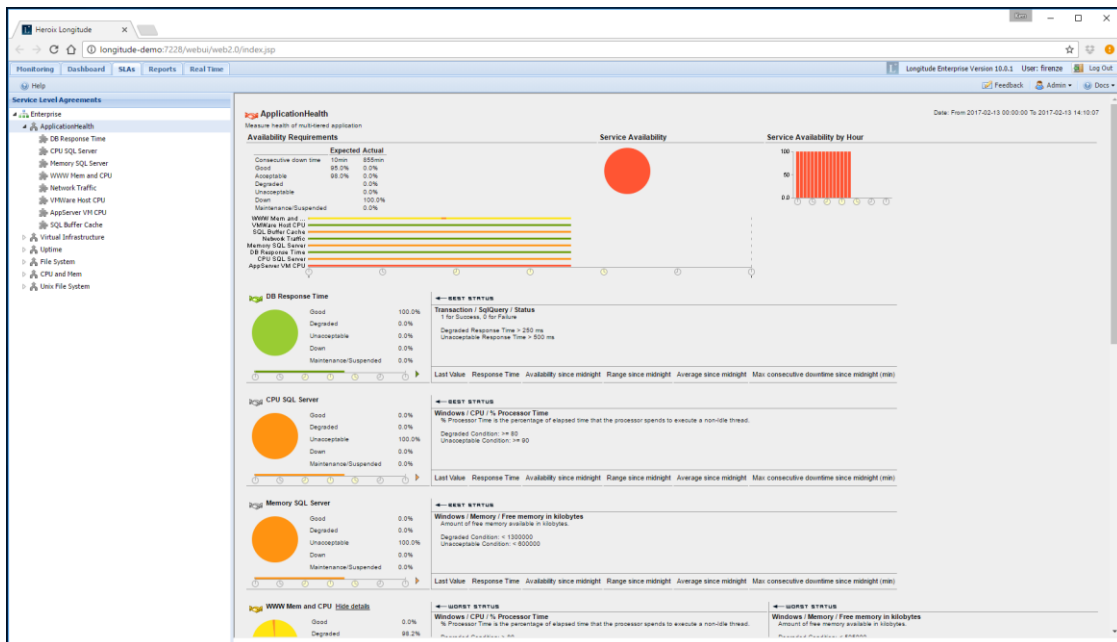 Heroix Longitude
longitude-demo:7228/webui/web2.0/index.jsp
Monitoring Dashboard SLAs Reports Real Time
Longitude Enterprise Version 10.0.1 User: firenze Log Out
Help
Feedback Admin Docs
Service Level Agreements
Enterprise
ApplicationHealth
DB Response Time
CPU SQL Server
Memory SQL Server
WWW Mem and CPU
Network Traffic
VMWare Host CPU
AppServer VM CPU
SQL Buffer Cache
Virtual Infrastructure
Uptime
File System
CPU and Mem
Unix File System
ApplicationHealth
Date: From 2017-02-13 00:00:00 To 2017-02-13 14:10:07
Measure health of multi-tiered application
Availability Requirements
Expected Actual
Consecutive down time 10min 855min
Good 95.0% 0.0%
Acceptable 98.0% 0.0%
Degraded 0.0%
Unacceptable 0.0%
Down 100.0%
Maintenance/Suspended 0.0%
Service Availability
Service Availability by Hour
100
50
0.0
WWW Mem and ...
VMWare Host CPU
SQL Buffer Cache
Network Traffic
Memory SQL Server
DB Response Time
CPU SQL Server
AppServer VM CPU
DB Response Time
Good 100.0%
Degraded 0.0%
Unacceptable 0.0%
Down 0.0%
Maintenance/Suspended 0.0%
BEST STATUS
Transaction / SqlQuery / Status
1 for Success, 0 for Failure
Degraded Response Time > 250 ms
Unacceptable Response Time > 500 ms
Last Value Response Time Availability since midnight Range since midnight Average since midnight Max consecutive downtime since midnight (min)
CPU SQL Server
Good 0.0%
Degraded 0.0%
Unacceptable 100.0%
Down 0.0%
Maintenance/Suspended 0.0%
BEST STATUS
Windows / CPU / % Processor Time
% Processor Time is the percentage of elapsed time that the processor spends to execute a non-idle thread.
Degraded Condition: >= 80
Unacceptable Condition: >= 90
Last Value Response Time Availability since midnight Range since midnight Average since midnight Max consecutive downtime since midnight (min)
Memory SQL Server
Good 0.0%
Degraded 0.0%
Unacceptable 100.0%
Down 0.0%
Maintenance/Suspended 0.0%
BEST STATUS
Windows / Memory / Free memory in kilobytes
Amount of free memory available in kilobytes.
Degraded Condition: < 1300000
Unacceptable Condition: < 600000
Last Value Response Time Availability since midnight Range since midnight Average since midnight Max consecutive downtime since midnight (min)
WWW Mem and CPU Hide details
Good 0.0%
Degraded 98.2%
WORST STATUS
Windows / CPU / % Processor Time
% Processor Time is the percentage of elapsed time that the processor spends to execute a non-idle thread.
WORST STATUS
Windows / Memory / Free memory in kilobytes
Amount of free memory available in kilobytes.